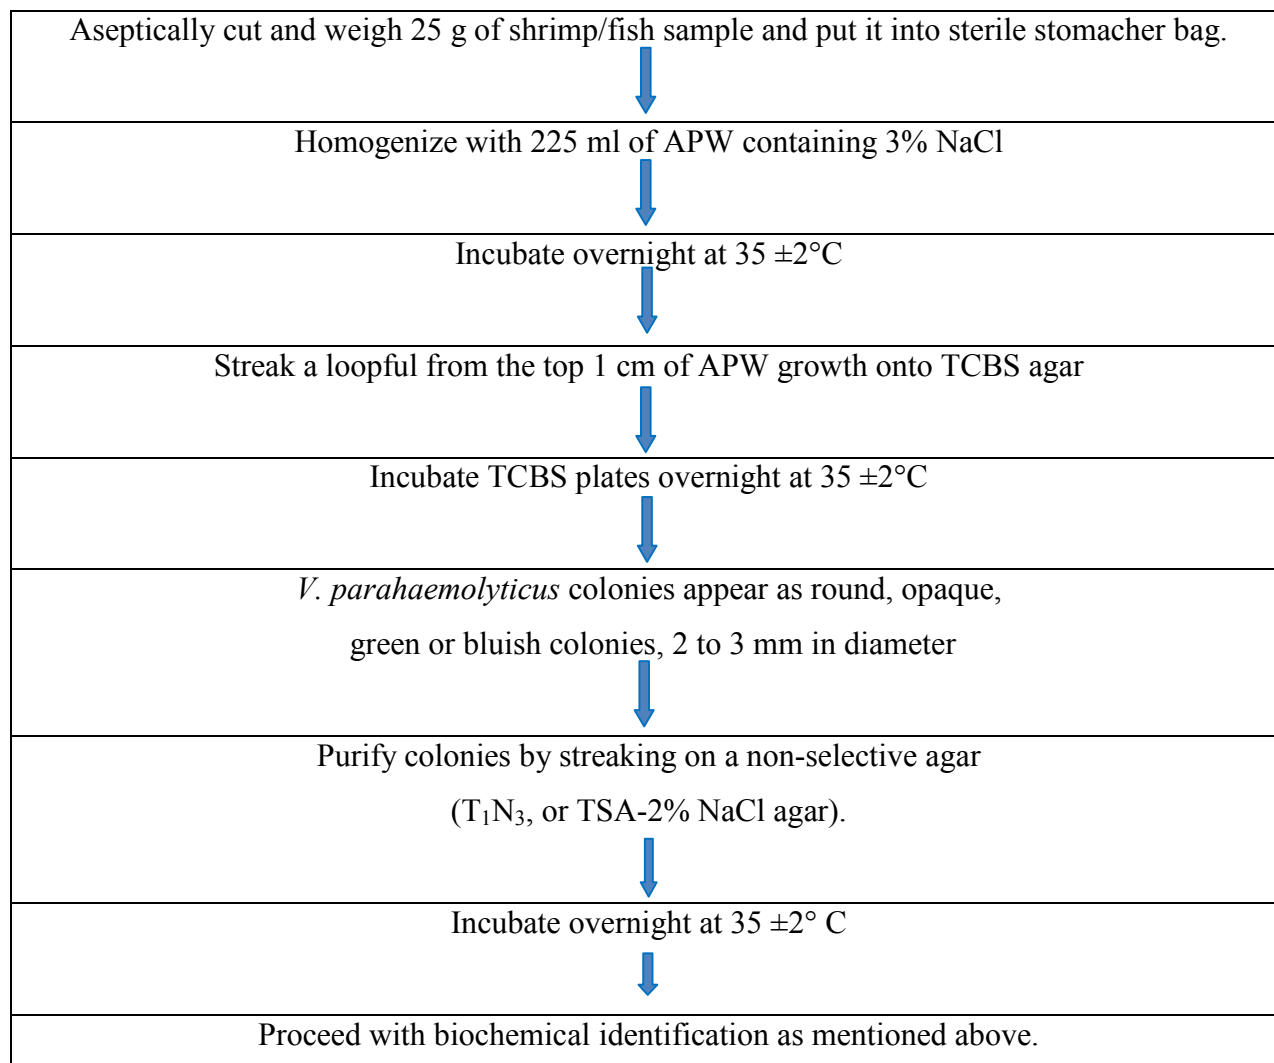 Aseptically cut and weigh 25 g of shrimp/fish sample and put it into sterile stomacher bag.
Homogenize with 225 ml of APW containing 3% NaCl
Incubate overnight at 35 ±2°C
Streak a loopful from the top 1 cm of APW growth onto TCBS agar
Incubate TCBS plates overnight at 35 ±2°C
V. parahaemolyticus colonies appear as round, opaque,
green or bluish colonies, 2 to 3 mm in diameter
Purify colonies by streaking on a non-selective agar
(T₁N₃, or TSA-2% NaCl agar).
Incubate overnight at 35 ±2° C
Proceed with biochemical identification as mentioned above.